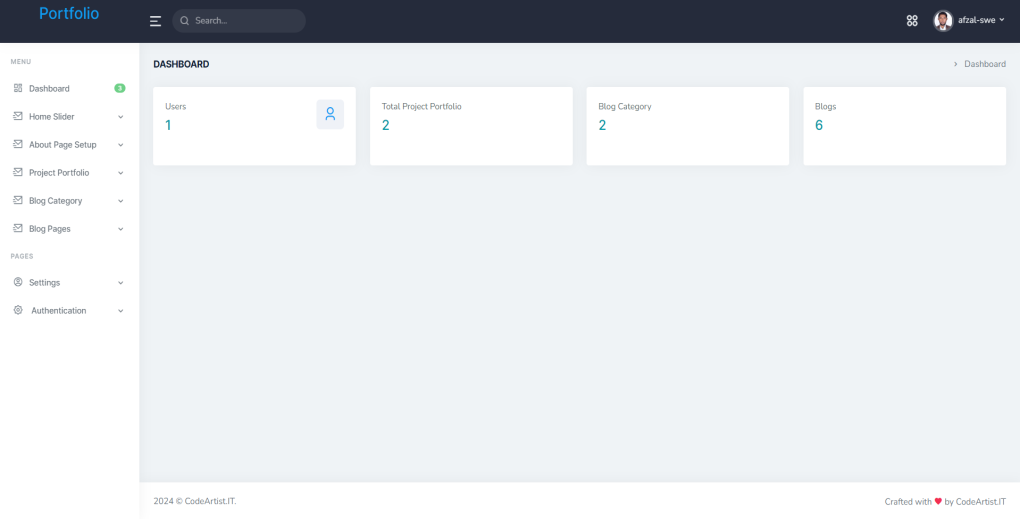 Portfolio
Search...
afzal-swe
MENU
Dashboard
3
Home Slider
About Page Setup
Project Portfolio
Blog Category
Blog Pages
PAGES
Settings
Authentication
DASHBOARD
Dashboard
Users
1
Total Project Portfolio
2
Blog Category
2
Blogs
6
2024 © CodeArtist.IT.
Crafted with ♥ by CodeArtist.IT